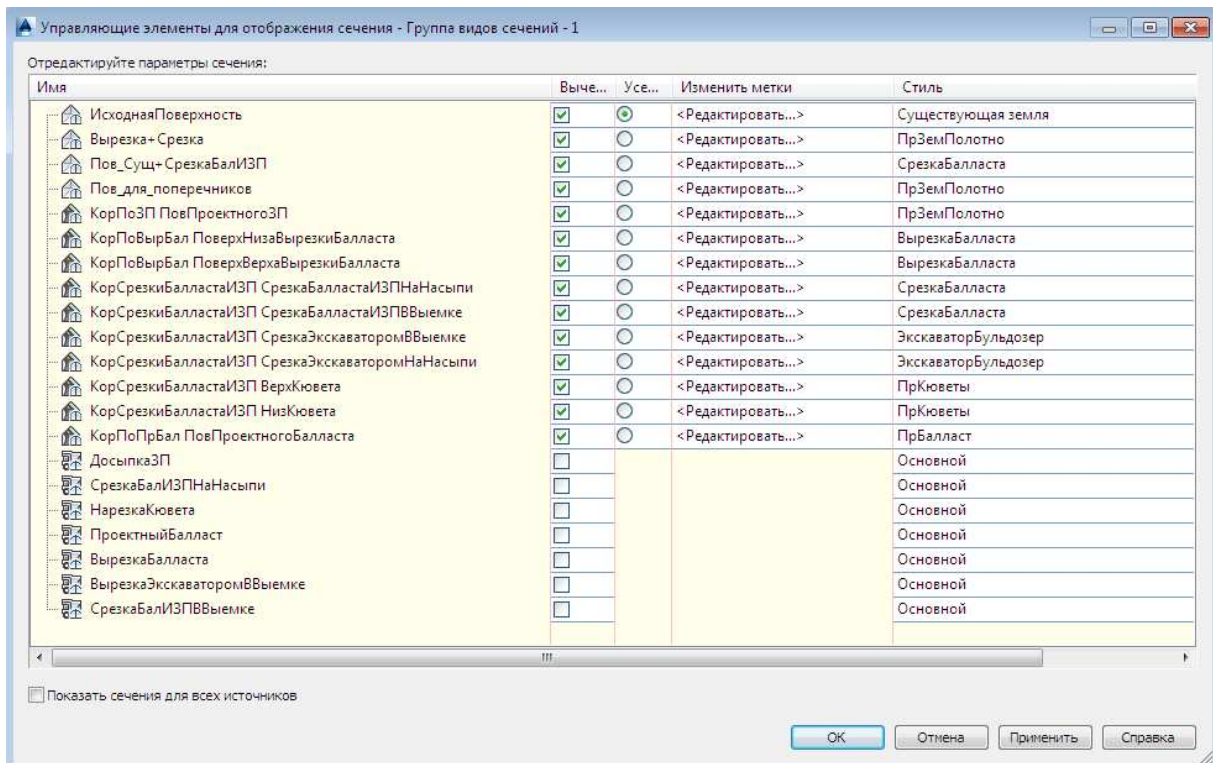 Управляющие элементы для отображения сечения - Группа видов сечений - 1
Отредактируйте параметры сечения:
Имя Выче... Усе... Изменить метки Стиль
ИсходнаяПоверхность <Редактировать...> Существующая земля
Вырезка+Срезка <Редактировать...> ПрЗемПолотно
Пов_Сущ+СрезкаБалИЗП <Редактировать...> СрезкаБалласта
Пов_для_поперечников <Редактировать...> ПрЗемПолотно
КорПоЗП ПовПроектногоЗП <Редактировать...> ПрЗемПолотно
КорПоВырБал ПоверхНизаВырезкиБалласта <Редактировать...> ВырезкаБалласта
КорПоВырБал ПоверхВерхаВырезкиБалласта <Редактировать...> ВырезкаБалласта
КорСрезкиБалластаИЗП СрезкаБалластаИЗПНаНасыпи <Редактировать...> СрезкаБалласта
КорСрезкиБалластаИЗП СрезкаБалластаИЗПВВыемке <Редактировать...> СрезкаБалласта
КорСрезкиБалластаИЗП СрезкаЭкскаваторомВВыемке <Редактировать...> ЭкскаваторБульдозер
КорСрезкиБалластаИЗП СрезкаЭкскаваторомНаНасыпи <Редактировать...> ЭкскаваторБульдозер
КорСрезкиБалластаИЗП ВерхКювета <Редактировать...> ПрКюветы
КорСрезкиБалластаИЗП НизКювета <Редактировать...> ПрКюветы
КорПоПрБал ПовПроектногоБалласта <Редактировать...> ПрБалласт
ДосыпкаЗП Основной
СрезкаБалИЗПНаНасыпи Основной
НарезкаКювета Основной
ПроектныйБалласт Основной
ВырезкаБалласта Основной
ВырезкаЭкскаваторомВВыемке Основной
СрезкаБалИЗПВВыемке Основной
Показать сечения для всех источников
ОК Отмена Применить Справка